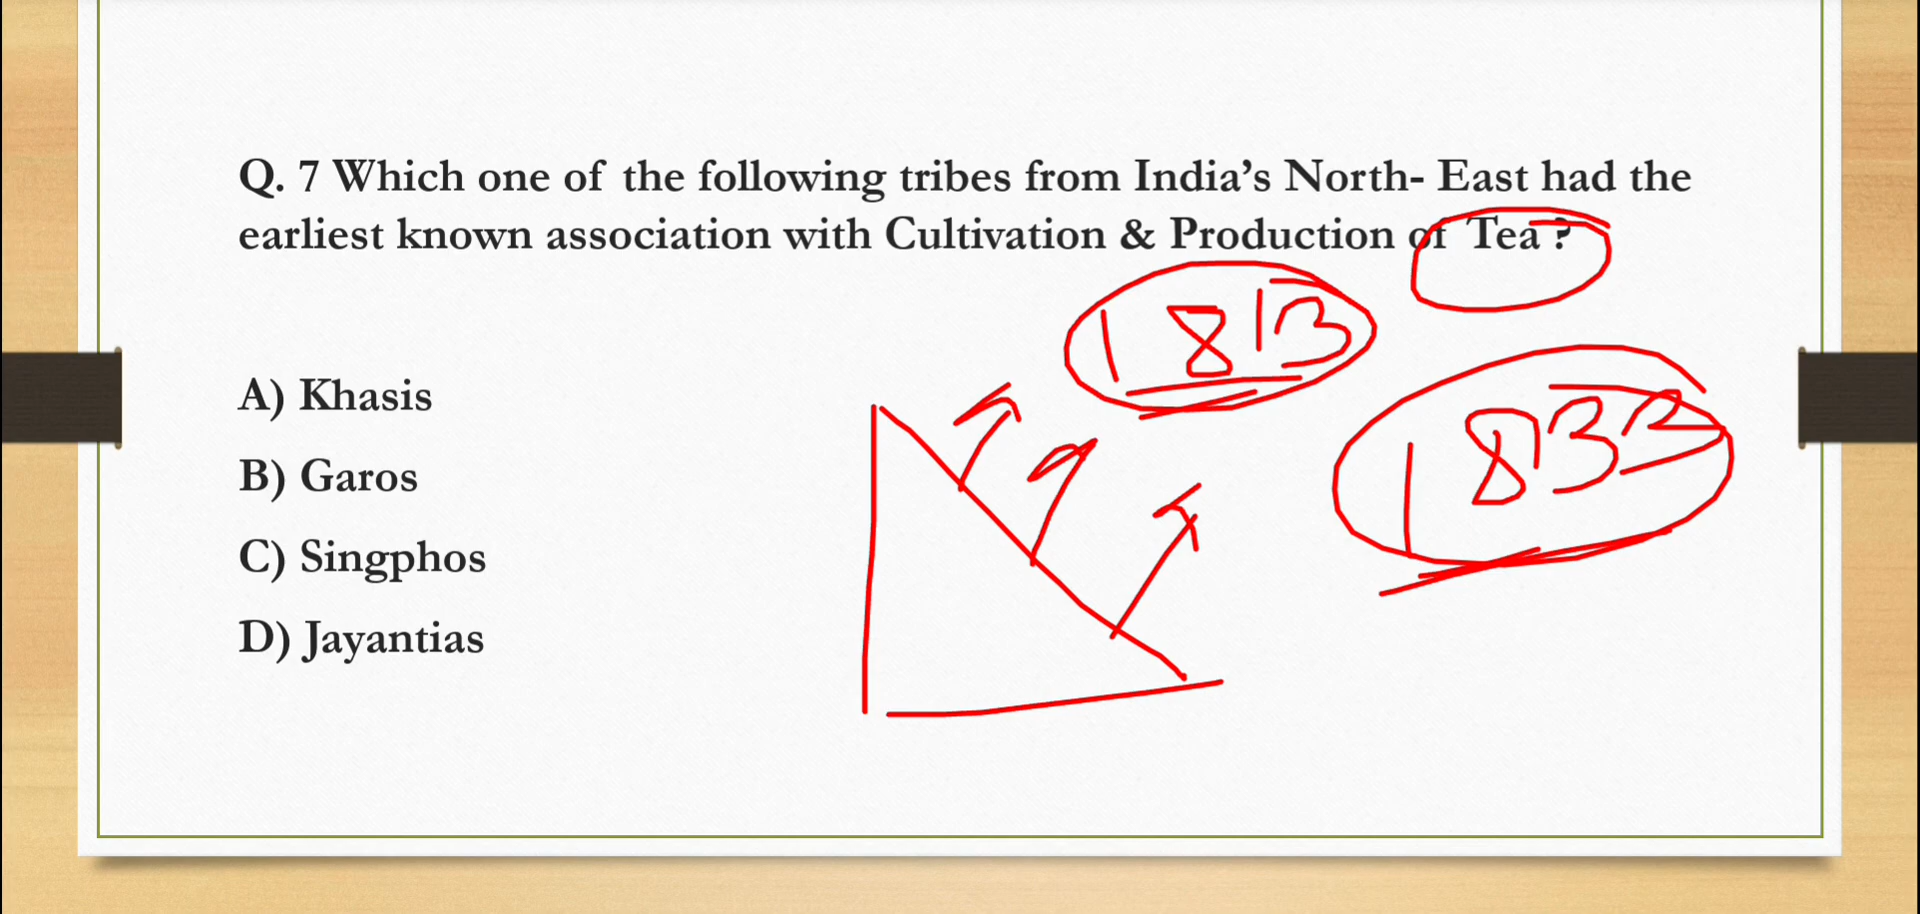 Q. 7 Which one of the following tribes from India’s North- East had the
earliest known association with Cultivation & Production of Tea ?
1813
1833
A) Khasis
B) Garos
C) Singphos
D) Jayantias